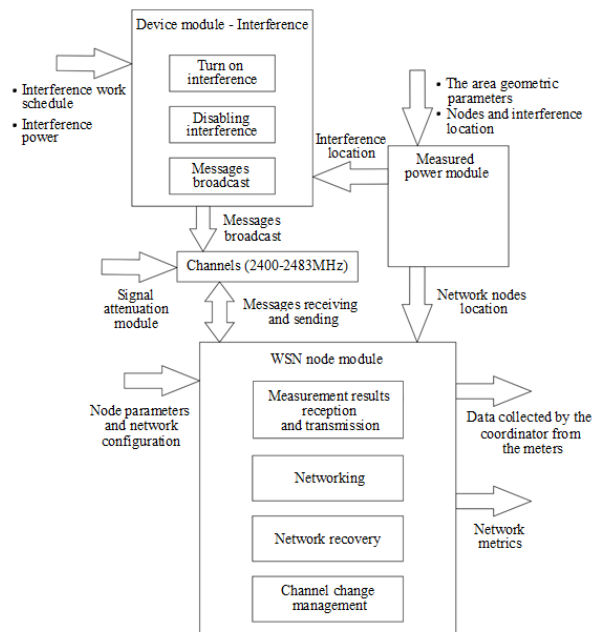 Device module - Interference
Turn on
interference
• Interference work
schedule
• Interference
power
Disabling
interference
Messages
broadcast
• The area geometric
parameters
• Nodes and interference
location
Interference
location
Measured
power module
Messages
broadcast
Channels (2400-2483MHz)
Signal
attenuation
module
Messages receiving
and sending
Network nodes
location
WSN node module
Node parameters
and network
configuration
Measurement results
reception
and transmission
Data collected by the
coordinator from
the meters
Networking
Network
metrics
Network recovery
Channel change
management